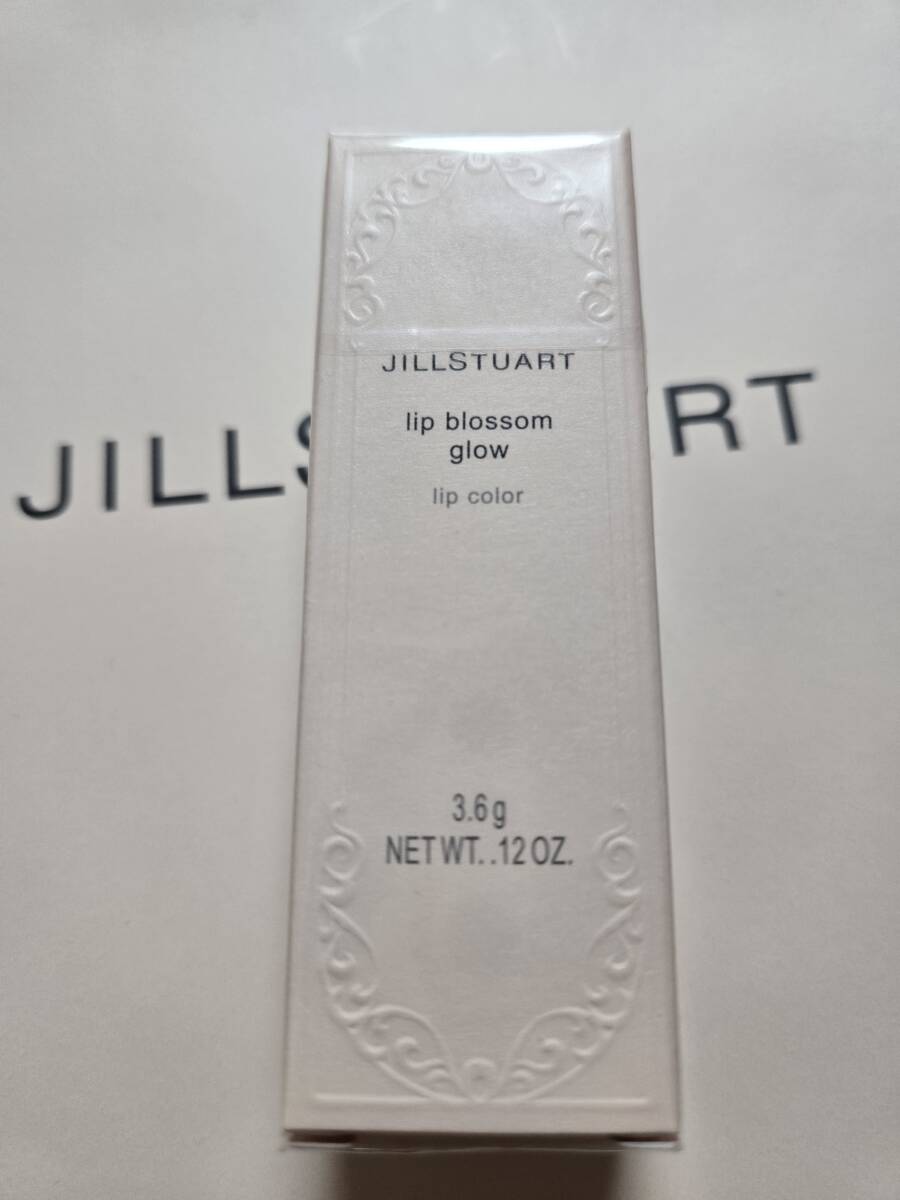 JILLSTUART
lip blossom
glow
lip color
3.6g
NET WT. .12 OZ.
JILLS RT